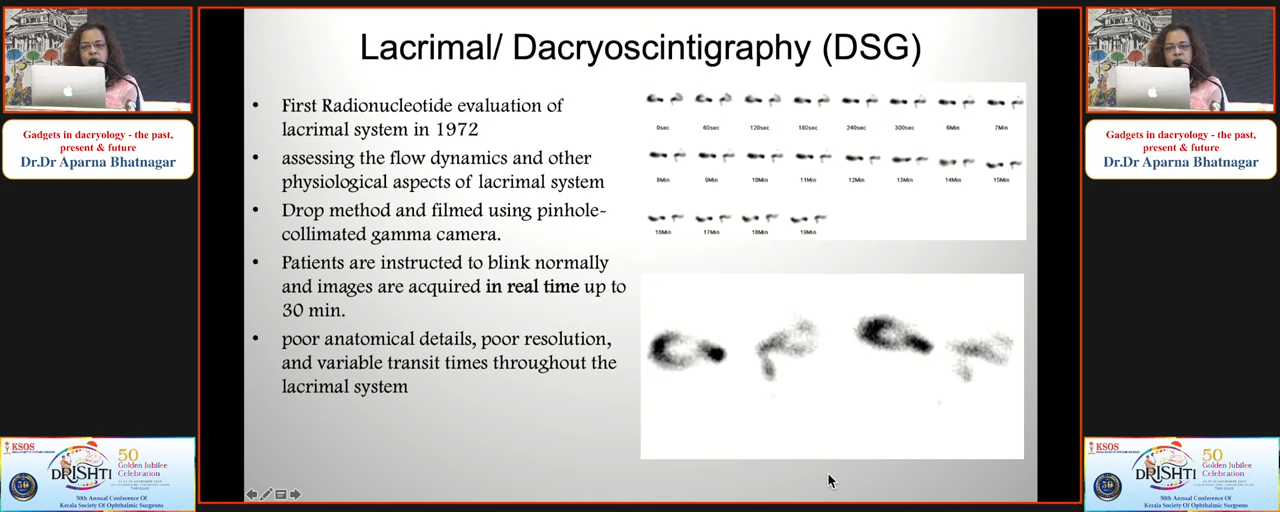 Lacrimal/ Dacryoscintigraphy (DSG)
• First Radionucleotide evaluation of
lacrimal system in 1972
• assessing the flow dynamics and other
physiological aspects of lacrimal system
• Drop method and filmed using pinhole-
collimated gamma camera.
• Patients are instructed to blink normally
and images are acquired in real time up to
30 min.
• poor anatomical details, poor resolution,
and variable transit times throughout the
lacrimal system
0sec 60sec 120sec 180sec 240sec 300sec 6Min 7Min
8Min 9Min 10Min 11Min 12Min 13Min 14Min 15Min
16Min 17Min 18Min 19Min
Gadgets in dacryology - the past,
present & future
Dr.Dr Aparna Bhatnagar
Gadgets in dacryology - the past,
present & future
Dr.Dr Aparna Bhatnagar
KSOS
DRISHTI
50
Golden Jubilee
Celebration
50th Annual Conference Of
Kerala Society Of Ophthalmic Surgeons
KSOS
DRISHTI
50
Golden Jubilee
Celebration
50th Annual Conference Of
Kerala Society Of Ophthalmic Surgeons